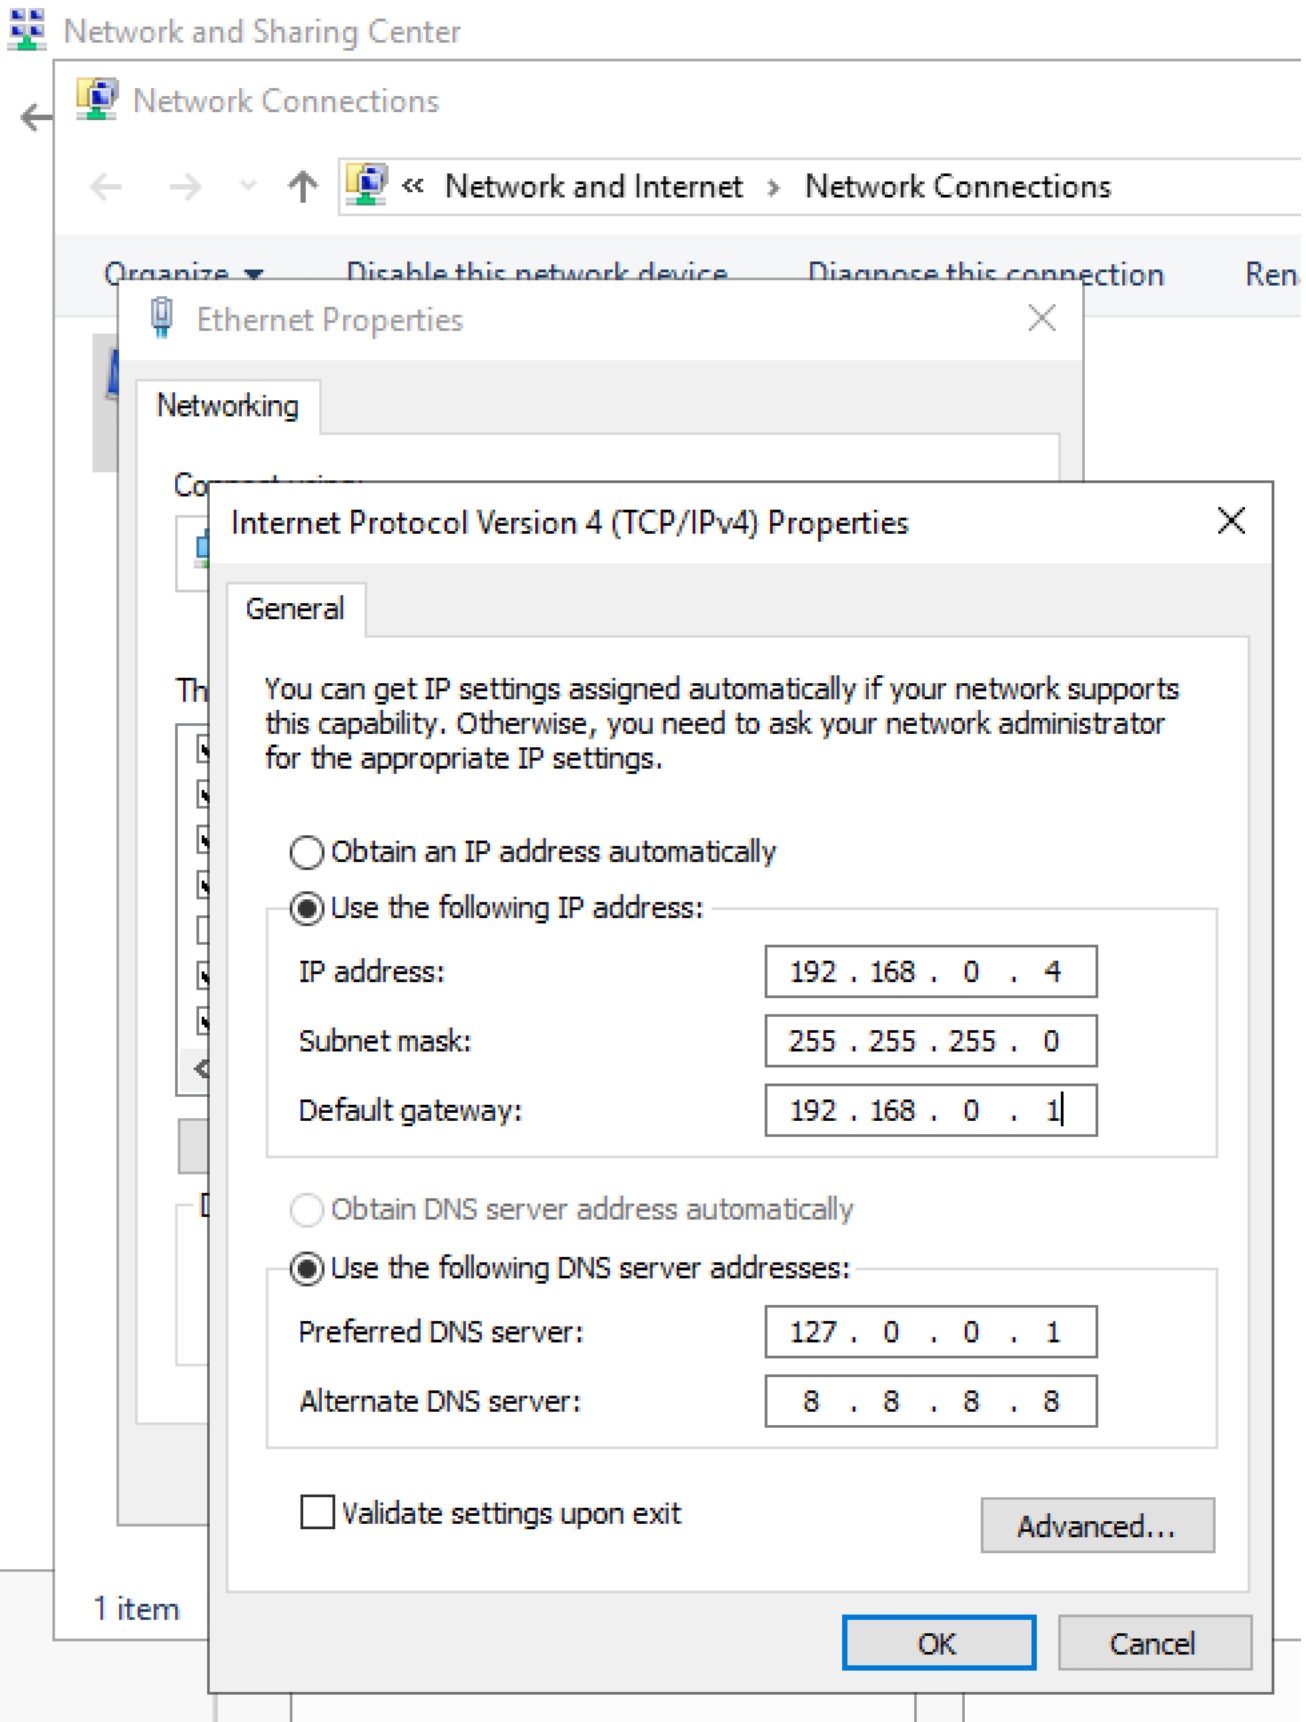 Network and Sharing Center
Network Connections
« Network and Internet > Network Connections
Organize Disable this network device Diagnose this connection
Ethernet Properties
Networking
Internet Protocol Version 4 (TCP/IPv4) Properties
General
You can get IP settings assigned automatically if your network supports
this capability. Otherwise, you need to ask your network administrator
for the appropriate IP settings.
Obtain an IP address automatically
Use the following IP address:
IP address: 192 . 168 . 0 . 4
Subnet mask: 255 . 255 . 255 . 0
Default gateway: 192 . 168 . 0 . 1
Obtain DNS server address automatically
Use the following DNS server addresses:
Preferred DNS server: 127 . 0 . 0 . 1
Alternate DNS server: 8 . 8 . 8 . 8
Validate settings upon exit
Advanced...
1 item
OK Cancel